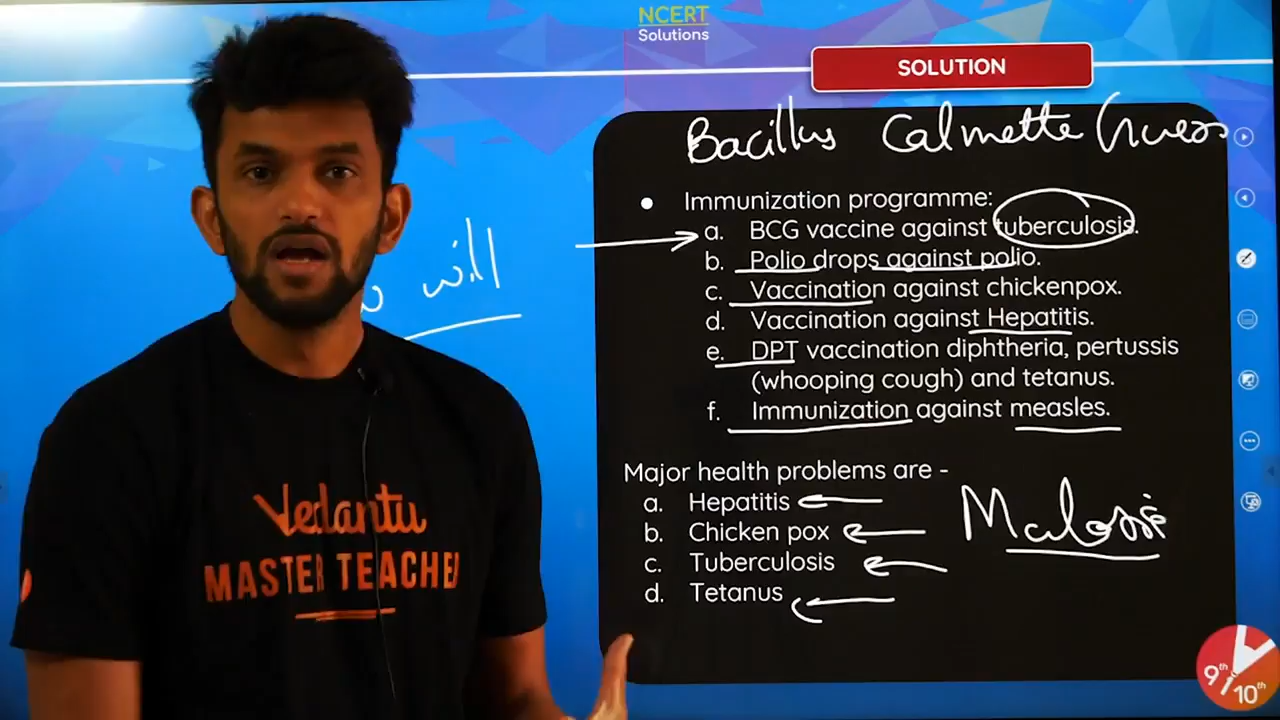 NCERT
Solutions
SOLUTION
Bacillus Calmette Guer
• Immunization programme:
a. BCG vaccine against tuberculosis.
b. Polio drops against polio.
c. Vaccination against chickenpox.
d. Vaccination against Hepatitis.
e. DPT vaccination diphtheria, pertussis
(whooping cough) and tetanus.
f. Immunization against measles.
will
Major health problems are -
a. Hepatitis
b. Chicken pox
c. Tuberculosis
d. Tetanus
Vedantu
MASTER TEACHER
9th
10th